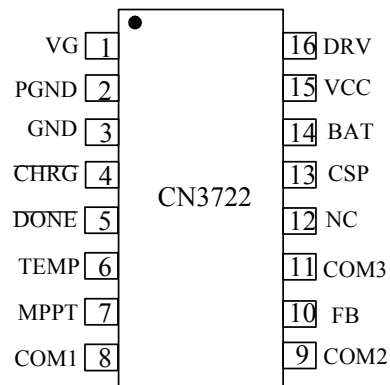 VG 1 16 DRV
PGND 2 15 VCC
GND 3 14 BAT
CHRG 4 13 CSP
CN3722
DONE 5 12 NC
TEMP 6 11 COM3
MPPT 7 10 FB
COM1 8 9 COM2